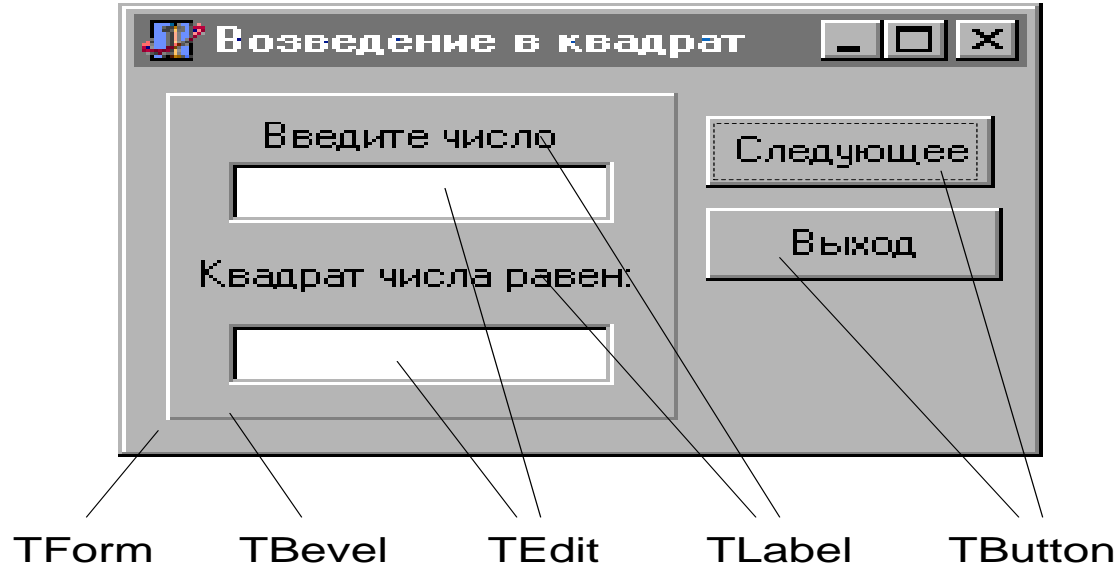 Возведение в квадрат
Введите число
Следующее
Выход
Квадрат числа равен:
TForm TBevel TEdit TLabel TButton